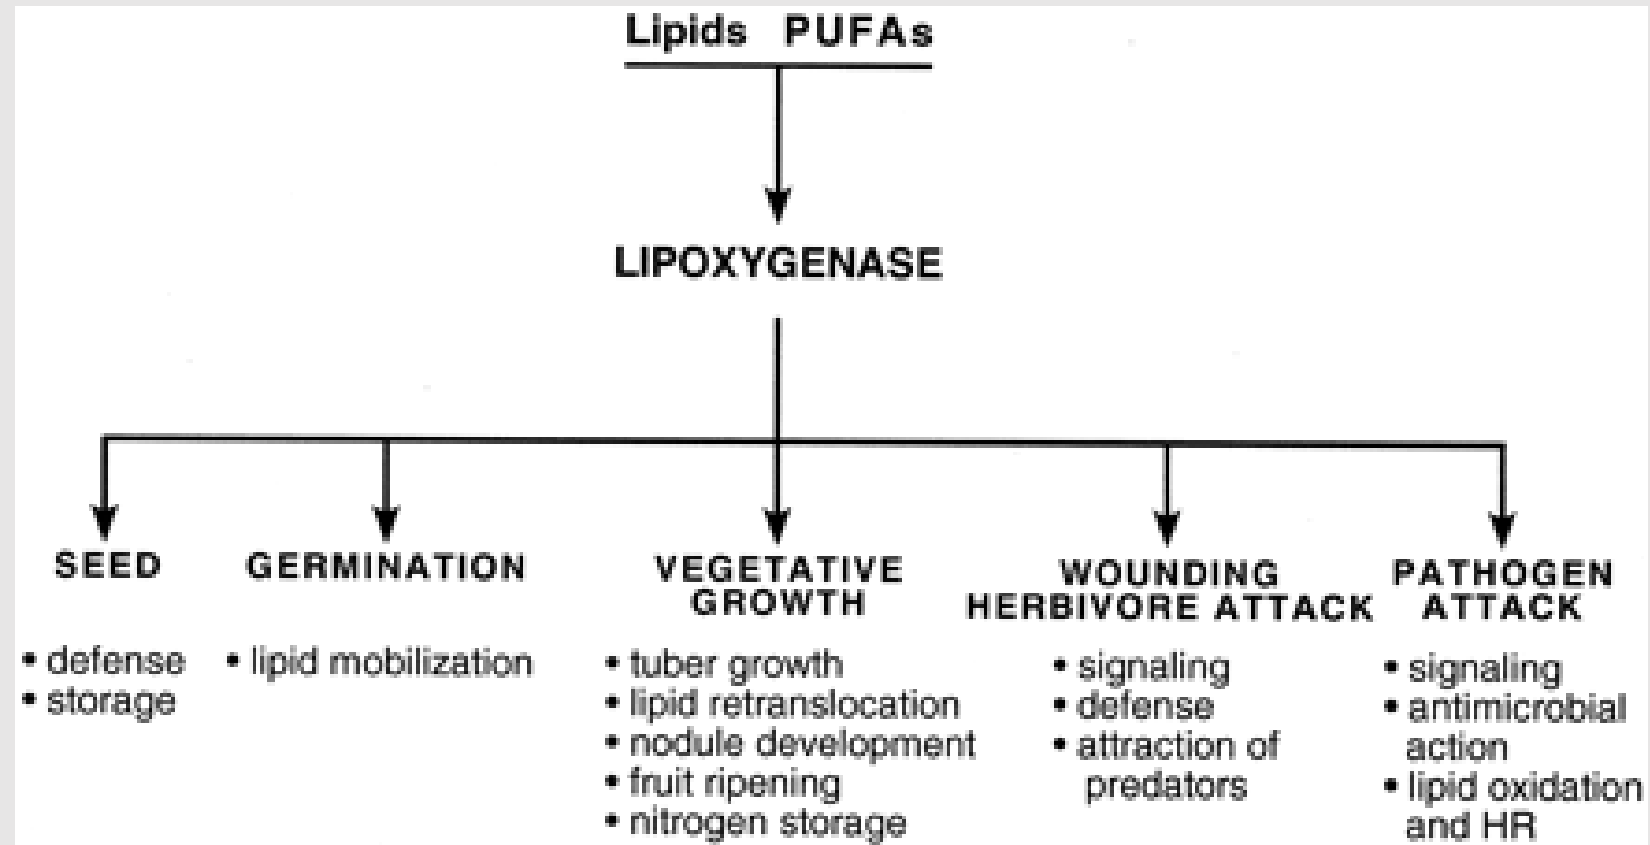 Lipids PUFAs
LIPOXYGENASE
SEED
• defense
• storage
GERMINATION
• lipid mobilization
VEGETATIVE
GROWTH
• tuber growth
• lipid retranslocation
• nodule development
• fruit ripening
• nitrogen storage
WOUNDING
HERBIVORE ATTACK
• signaling
• defense
• attraction of
predators
PATHOGEN
ATTACK
• signaling
• antimicrobial
action
• lipid oxidation
and HR